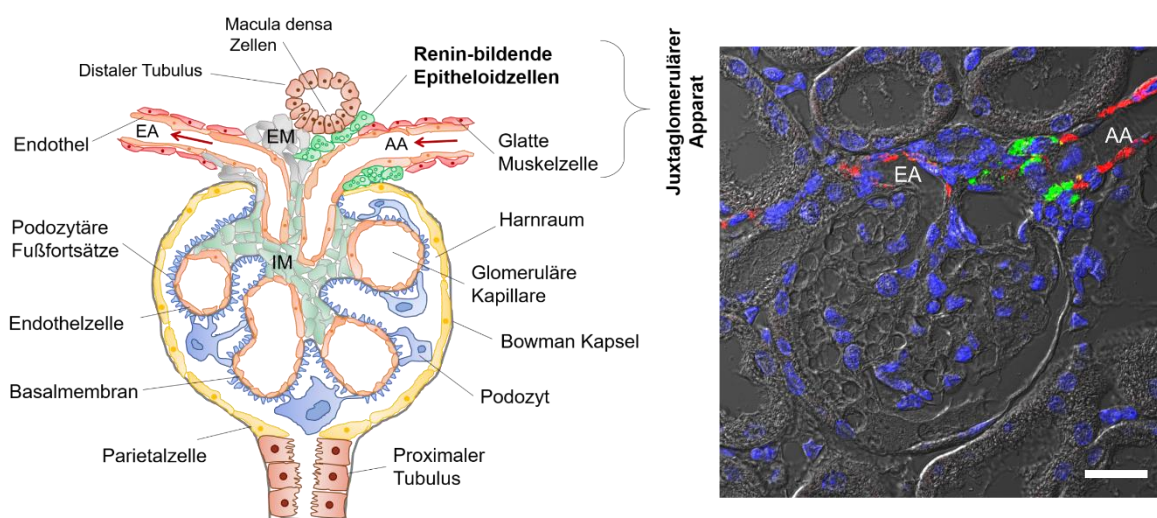 Macula densa
Zellen
Distaler Tubulus
Renin-bildende
Epitheloidzellen
Juxtaglomerulärer
Apparat
Endothel
EA
EM
AA
Glatte
Muskelzelle
Podozytäre
Fußfortsätze
Harnraum
IM
Glomeruläre
Kapillare
Endothelzelle
Bowman Kapsel
Basalmembran
Podozyt
Parietalzelle
Proximaler
Tubulus
AA
EA